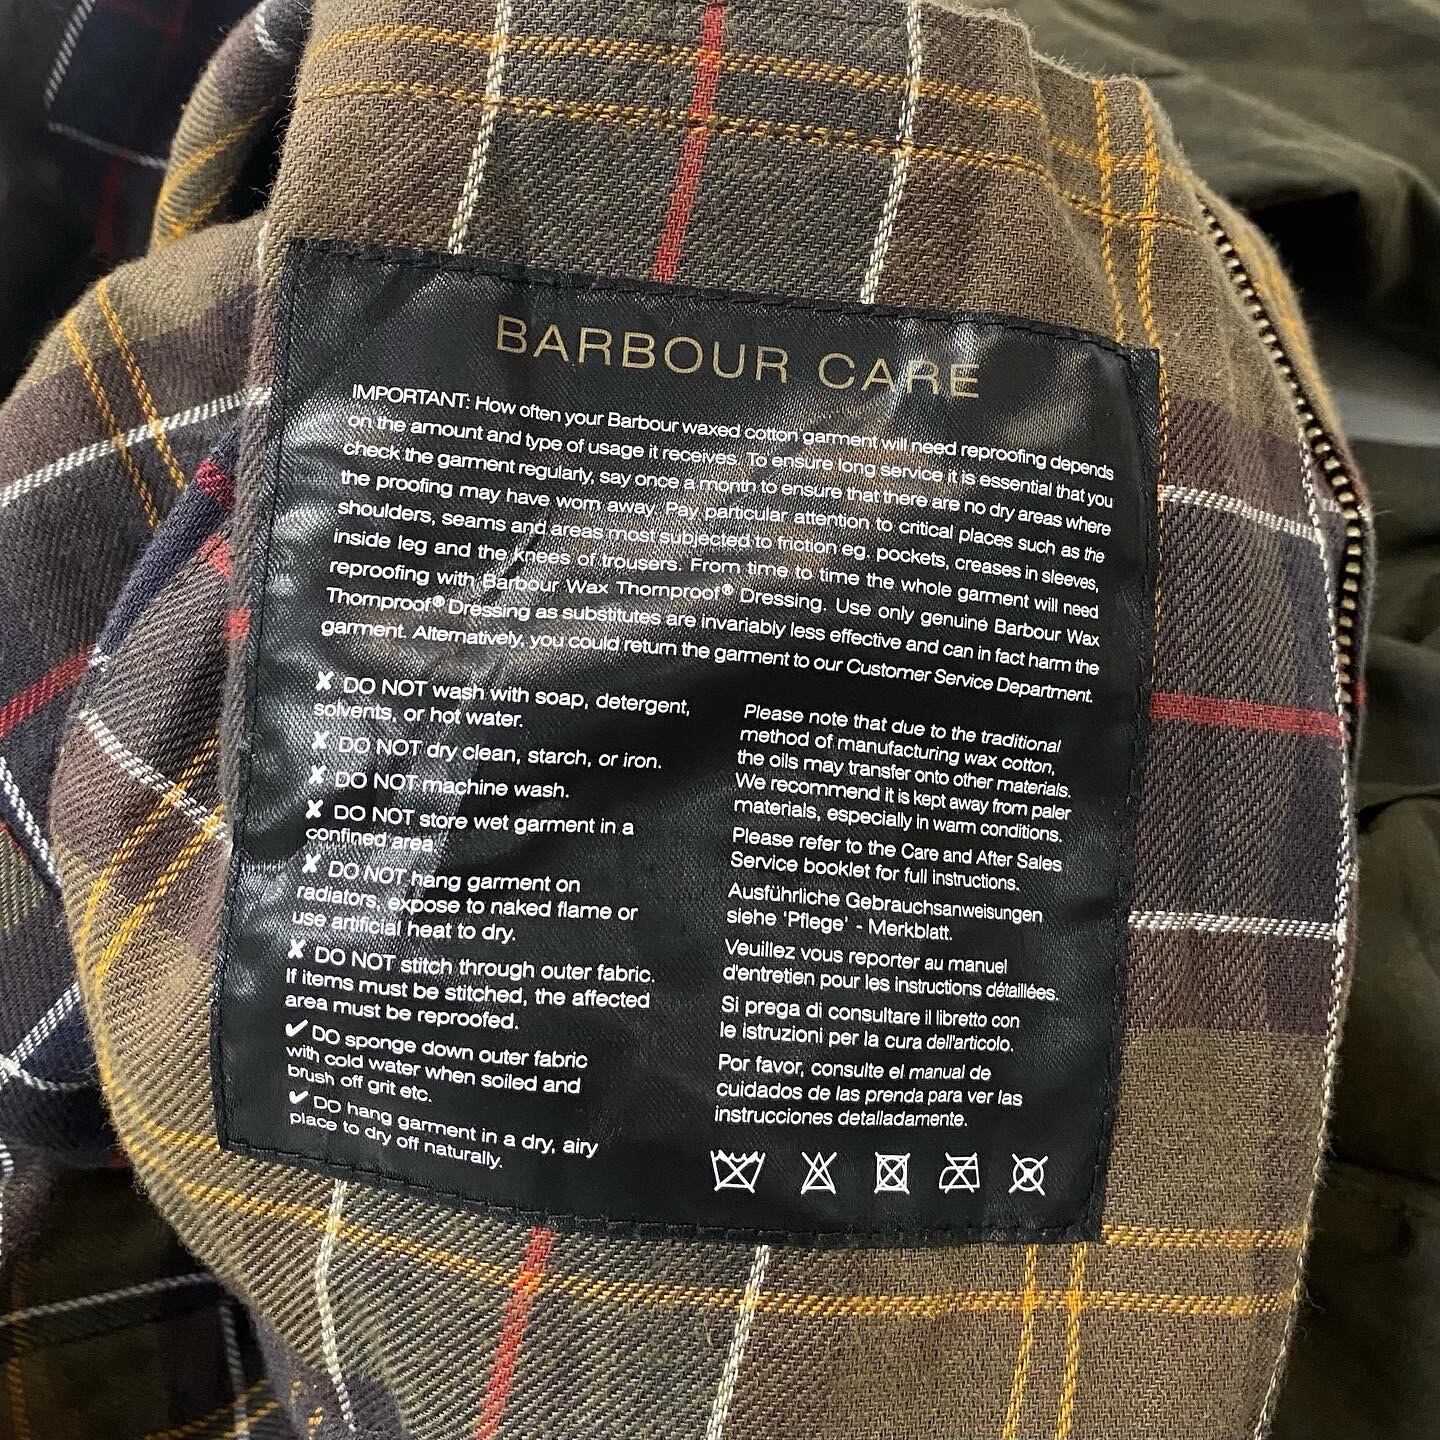 BARBOUR CARE
IMPORTANT: How often your Barbour waxed cotton garment will need reproofing depends
on the amount and type of usage it receives. To ensure long service it is essential that you
check the garment regularly, say once a month to ensure that there are no dry areas where
the proofing may have worn away. Pay particular attention to critical places such as the
shoulders, seams and areas most subjected to friction eg. pockets, creases in sleeves,
inside leg and the knees of trousers. From time to time the whole garment will need
reproofing with Barbour Wax Thornproof® Dressing. Use only genuine Barbour Wax
Thornproof® Dressing as substitutes are invariably less effective and can in fact harm the
garment. Alternatively, you could return the garment to our Customer Service Department.
✘ DO NOT wash with soap, detergent,
solvents, or hot water.
✘ DO NOT dry clean, starch, or iron.
✘ DO NOT machine wash.
✘ DO NOT store wet garment in a
confined area
✘ DO NOT hang garment on
radiators, expose to naked flame or
use artificial heat to dry.
✘ DO NOT stitch through outer fabric.
If items must be stitched, the affected
area must be reproofed.
✔ DO sponge down outer fabric
with cold water when soiled and
brush off grit etc.
✔ DO hang garment in a dry, airy
place to dry off naturally.
Please note that due to the traditional
method of manufacturing wax cotton,
the oils may transfer onto other materials.
We recommend it is kept away from paler
materials, especially in warm conditions.
Please refer to the Care and After Sales
Service booklet for full instructions.
Ausführliche Gebrauchsanweisungen
siehe 'Pflege' - Merkblatt.
Veuillez vous reporter au manuel
d'entretien pour les instructions détaillées.
Si prega di consultare il libretto con
le istruzioni per la cura dell'articolo.
Por favor, consulte el manual de
cuidados de las prenda para ver las
instrucciones detalladamente.